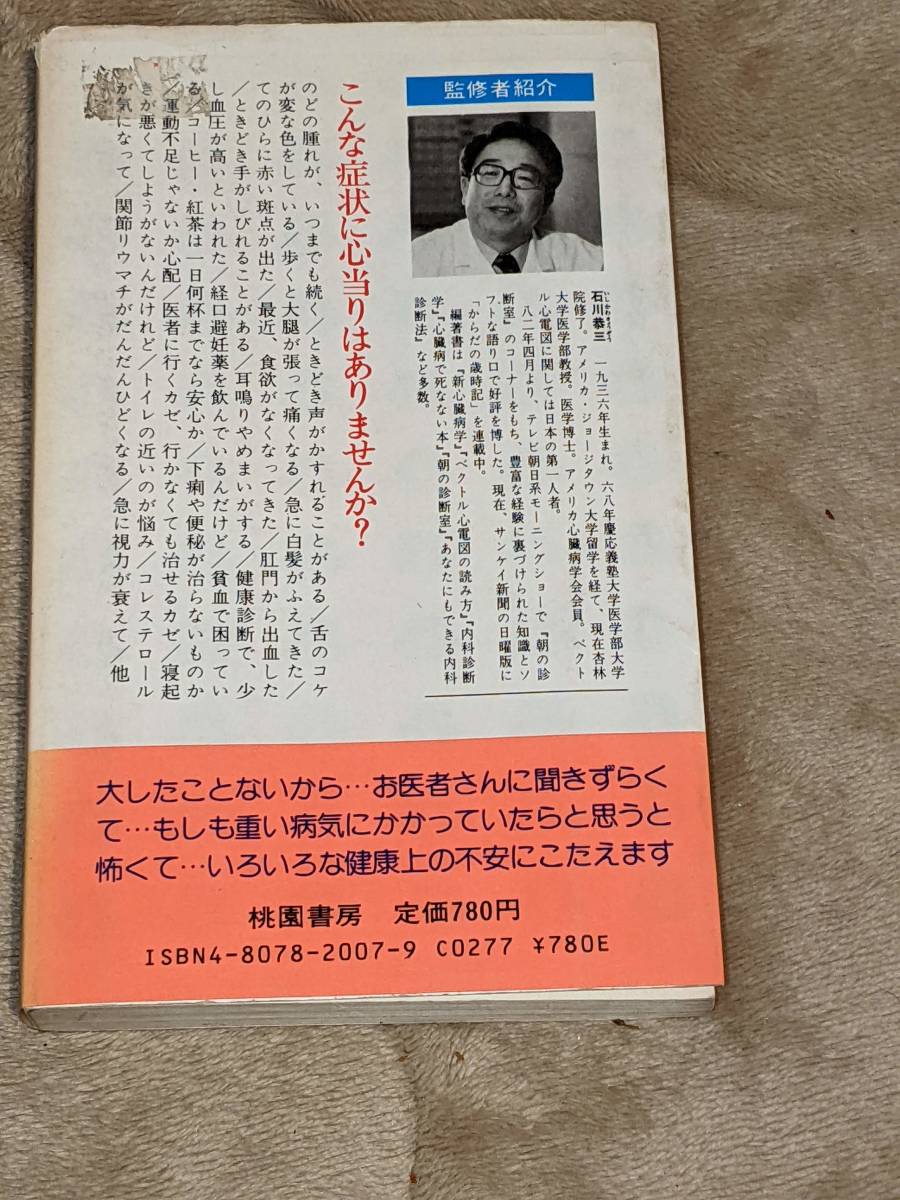 監修者紹介
いしかわきょうぞう
石川恭三　一九三六年生まれ。六八年慶応義塾大学医学部大学
院修了。アメリカ・ジョージタウン大学留学を経て、現在杏林
大学医学部教授。医学博士。アメリカ心臓病学会会員。ベクト
ル心電図に関しては日本の第一人者。
八二年四月より、テレビ朝日系モーニングショーで『朝の診
断室』のコーナーをもち、豊富な経験に裏づけられた知識とソ
フトな語り口で好評を博した。現在、サンケイ新聞の日曜版に
「からだの歳時記」を連載中。
編著書は『新心臓病学』『ベクトル心電図の読み方』『内科診断
学』『心臓病で死なない本』『朝の診断室』『あなたにもできる内科
診断法』など多数。
こんな症状に心当りはありませんか?
のどの腫れが、いつまでも続く/ときどき声がかすれることがある/舌のコケ
が変な色をしている/歩くと大腿が張って痛くなる/急に白髪がふえてきた/
てのひらに赤い斑点が出た/最近、食欲がなくなってきた/肛門から出血した
/ときどき手がしびれることがある/耳鳴りやめまいがする/健康診断で、少
し血圧が高いといわれた/経口避妊薬を飲んでいるんだけど/貧血で困ってい
る/コーヒー・紅茶は一日何杯までなら安心か/下痢や便秘が治らないものか
/運動不足じゃないか心配/医者に行くカゼ、行かなくても治せるカゼ/寝起
きが悪くてしようがないんだけれど/トイレの近いのが悩み/コレステロール
が気になって/関節リウマチがだんだんひどくなる/急に視力が衰えて/他
大したことないから…お医者さんに聞きずらく
て…もしも重い病気にかかっていたらと思うと
怖くて…いろいろな健康上の不安にこたえます
桃園書房　定価780円
ISBN4-8078-2007-9 C0277 ¥780E